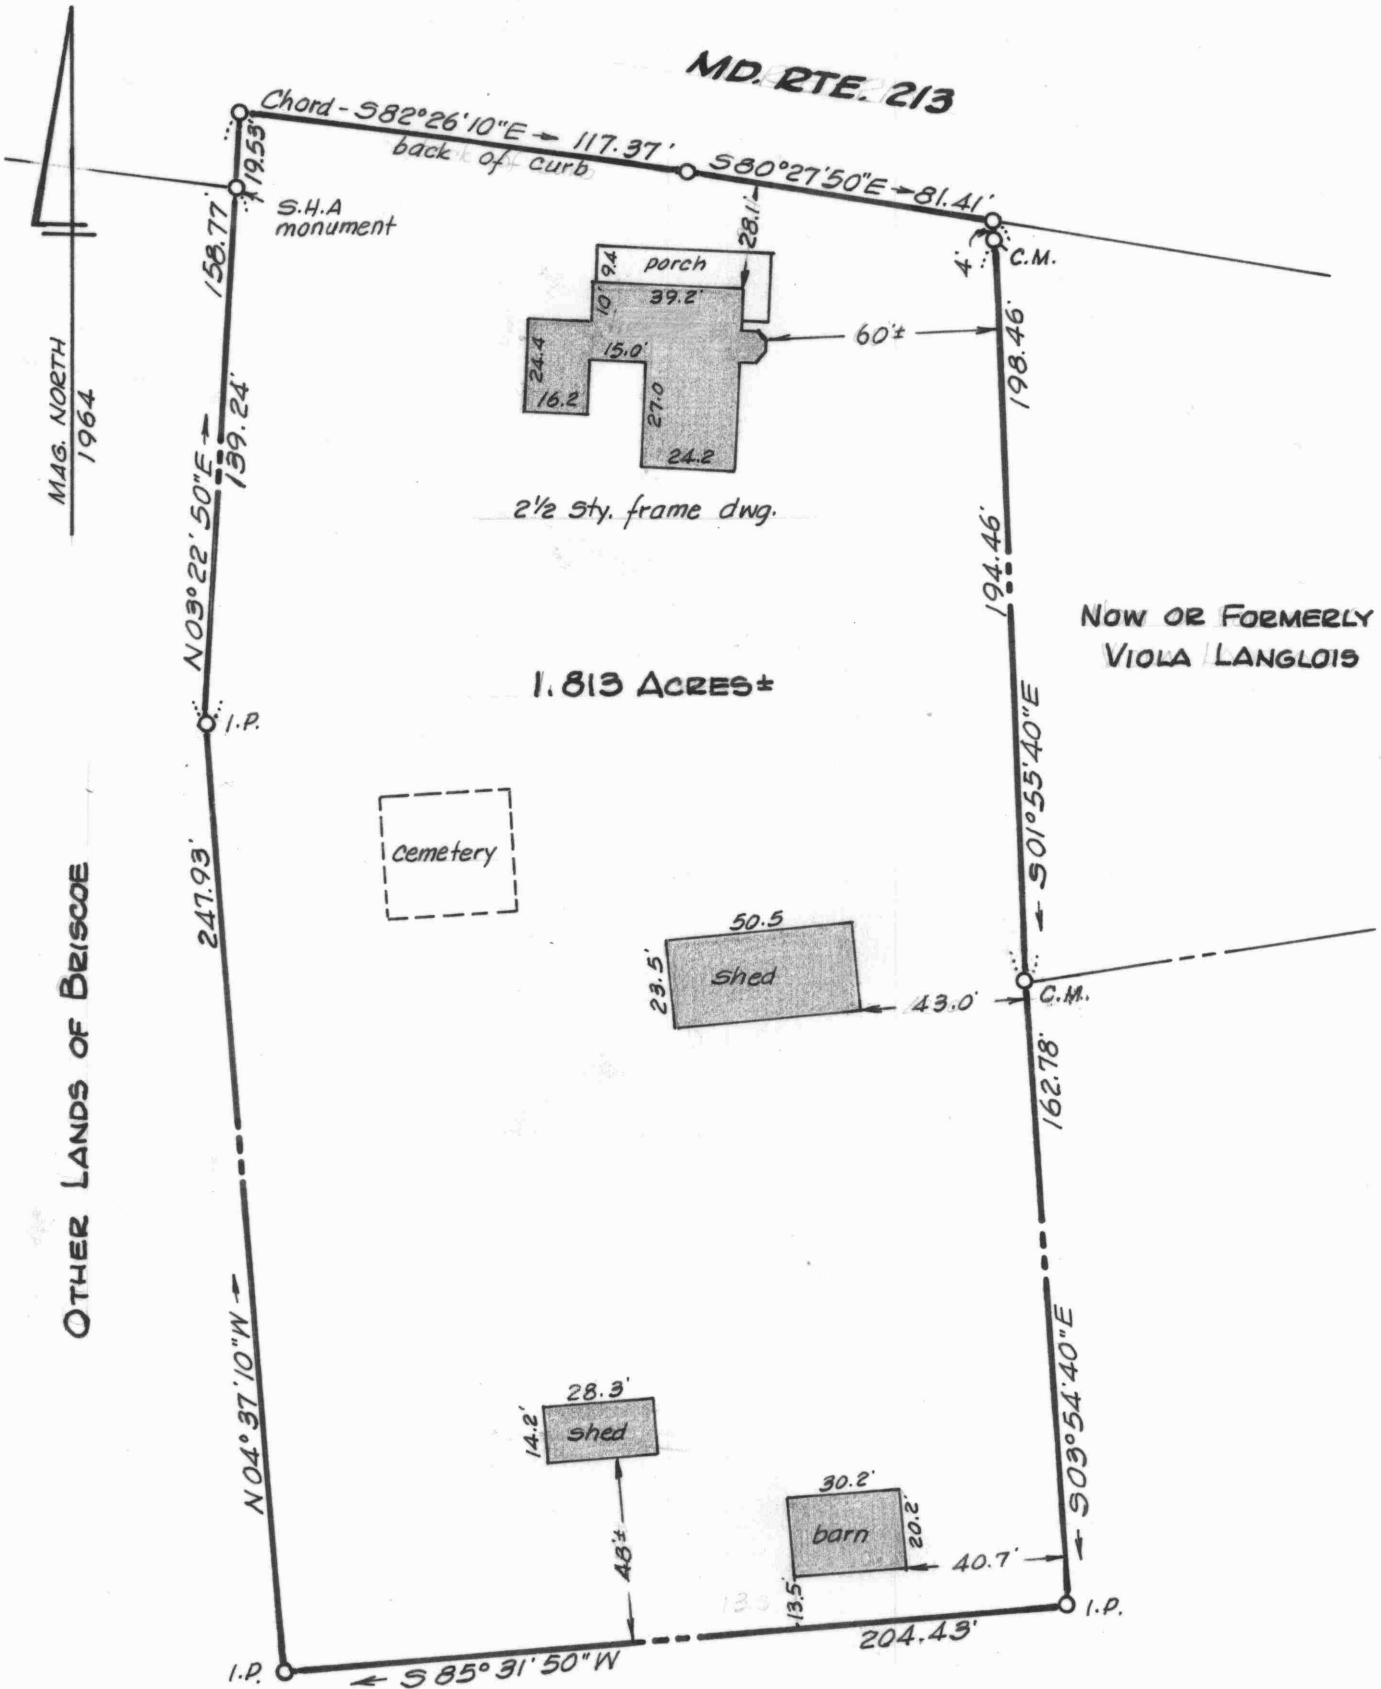 MD. RTE. 213
Chord - S82°26'10"E → 117.37'
back of curb
S80°27'50"E → 81.41'
19.53'
S.H.A
monument
158.77'
139.24'
N03°22'50"E →
MAG. NORTH
1964
28.1'
4'
C.M.
porch
9.4
39.2'
10'
15.0'
24.4
16.2
27.0
24.2
60'±
198.46'
194.46'
2½ Sty. frame dwg.
NOW OR FORMERLY
VIOLA LANGLOIS
1.813 ACRES±
I.P.
S01°55'40"E
cemetery
247.93'
OTHER LANDS OF BRISCOE
50.5
23.5'
shed
43.0'
C.M.
162.78'
N04°37'10"W →
S03°54'40"E
28.3'
14.2'
shed
48'±
30.2'
barn
20.2'
40.7'
13.5'
I.P.
204.43'
I.P.
← S85°31'50"W